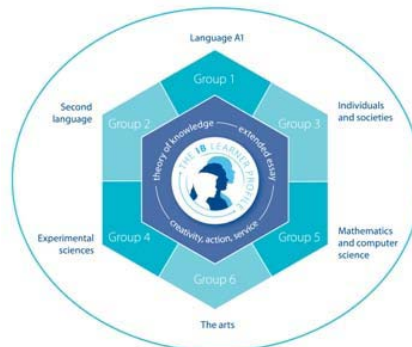 Language A1
Group 1
Second
language
Group 2
Group 3
Individuals
and societies
theory of knowledge
extended essay
THE IB LEARNER PROFILE
creativity, action, service
Experimental
sciences
Group 4
Group 5
Mathematics
and computer
science
Group 6
The arts